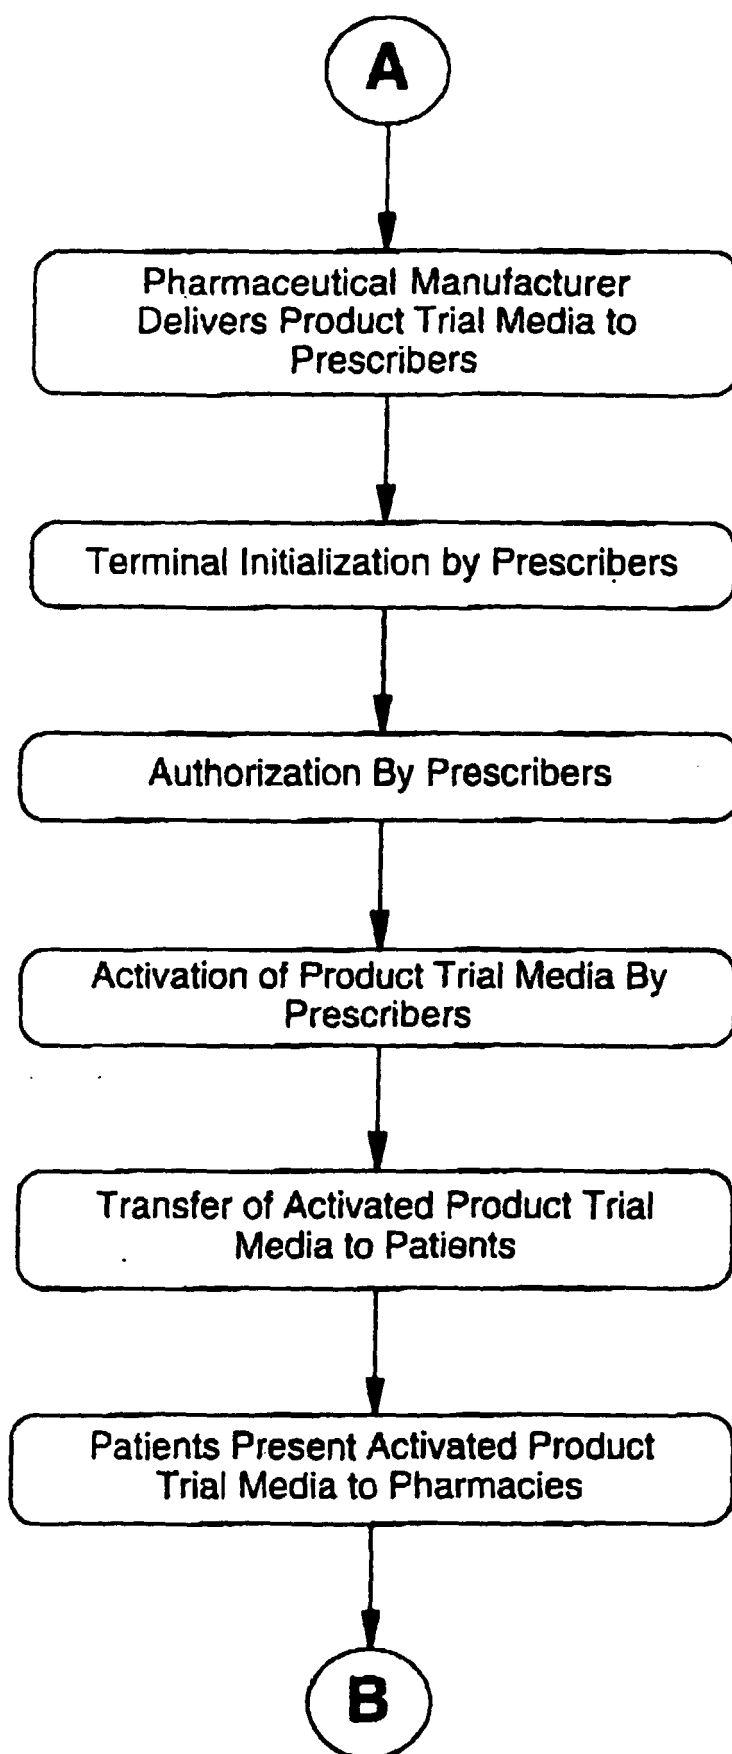 A
Pharmaceutical Manufacturer
Delivers Product Trial Media to
Prescribers
Terminal Initialization by Prescribers
Authorization By Prescribers
Activation of Product Trial Media By
Prescribers
Transfer of Activated Product Trial
Media to Patients
Patients Present Activated Product
Trial Media to Pharmacies
B